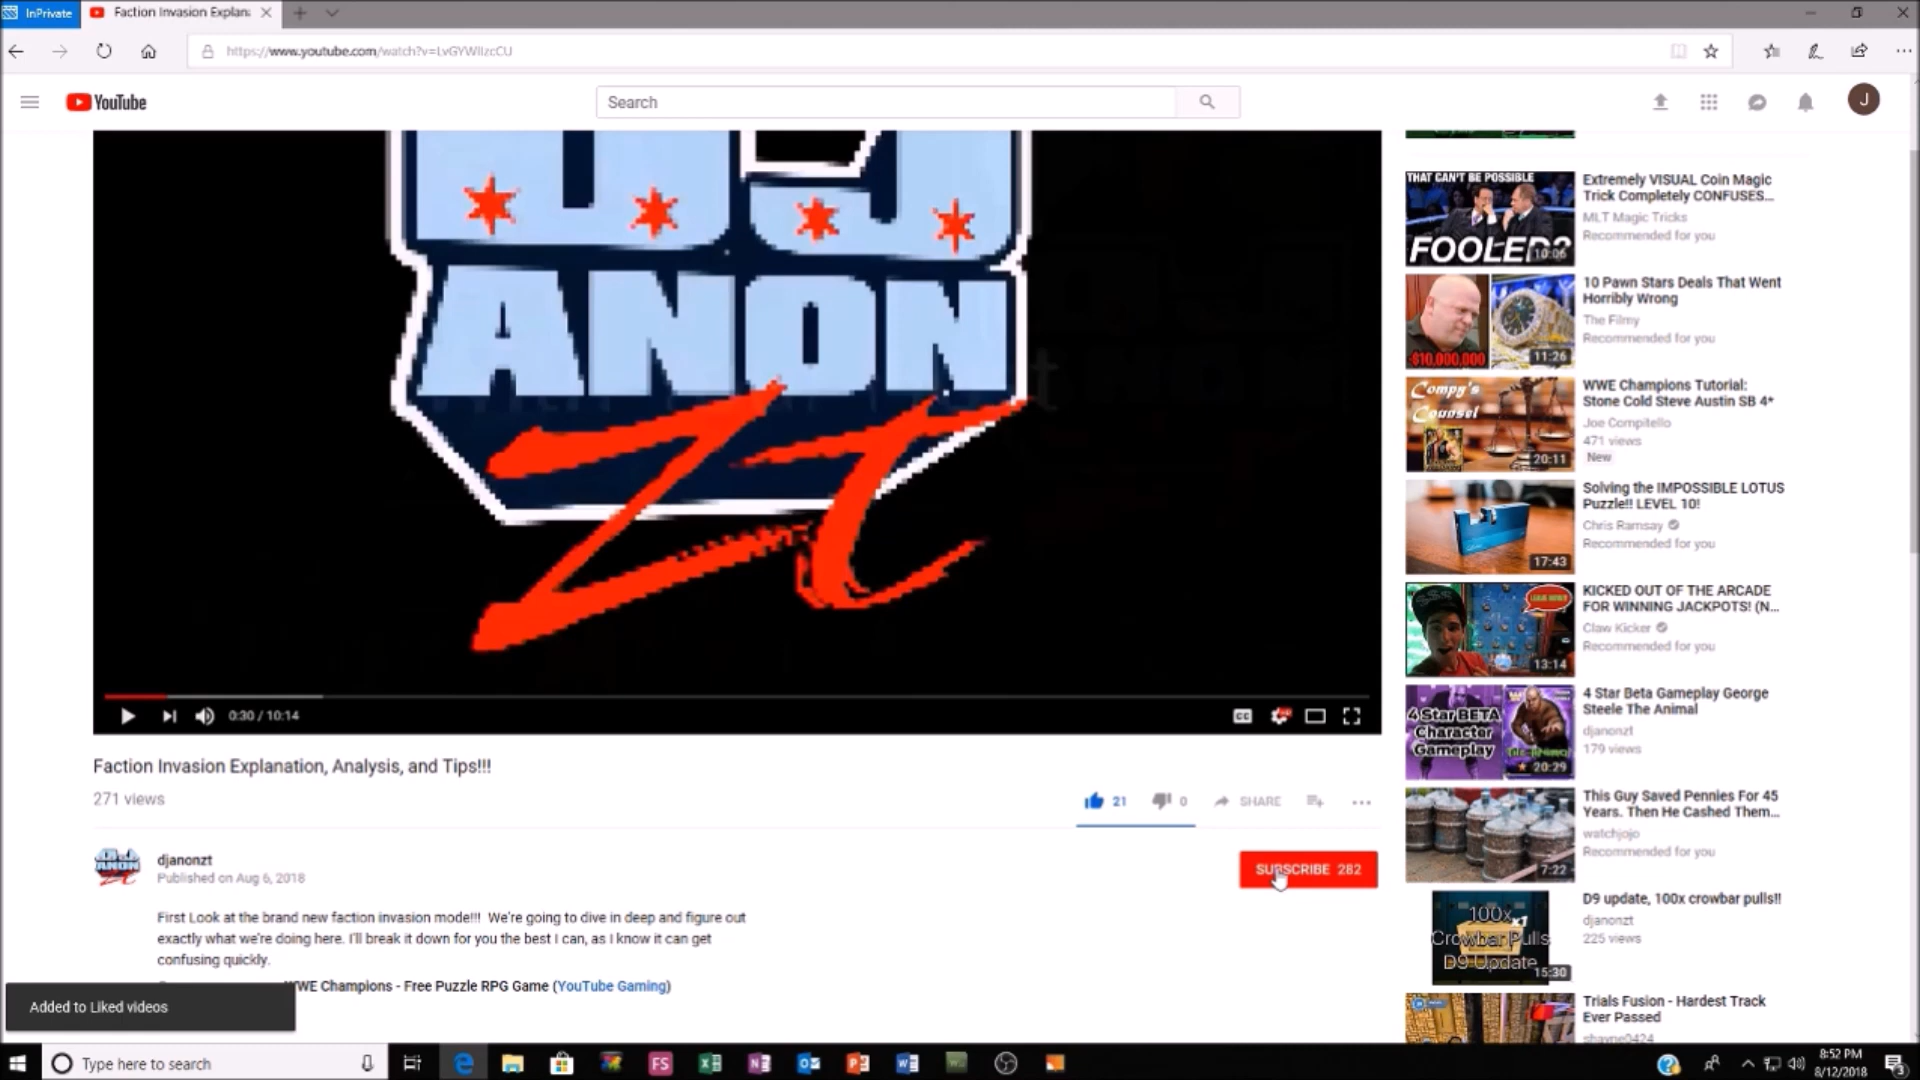 InPrivate
Faction Invasion Explan
https://www.youtube.com/watch?v=LvGYWIlzcCU
YouTube
Search
J
ANON
zt
0:30 / 10:14
CC
Faction Invasion Explanation, Analysis, and Tips!!!
271 views
21
0
SHARE
djanonzt
Published on Aug 6, 2018
SUBSCRIBE 282
First Look at the brand new faction invasion mode!!! We're going to dive in deep and figure out
exactly what we're doing here. I'll break it down for you the best I can, as I know it can get
confusing quickly.
WWE Champions - Free Puzzle RPG Game (YouTube Gaming)
Added to Liked videos
THAT CAN'T BE POSSIBLE
FOOLED?
10:06
Extremely VISUAL Coin Magic
Trick Completely CONFUSES...
MLT Magic Tricks
Recommended for you
$10,000,000
11:26
10 Pawn Stars Deals That Went
Horribly Wrong
The Filmy
Recommended for you
Compy's
Counsel
20:11
WWE Champions Tutorial:
Stone Cold Steve Austin SB 4*
Joe Compitello
471 views
New
17:43
Solving the IMPOSSIBLE LOTUS
Puzzle!! LEVEL 10!
Chris Ramsay
Recommended for you
13:14
KICKED OUT OF THE ARCADE
FOR WINNING JACKPOTS! (N...
Claw Kicker
Recommended for you
4 Star BETA
Character
Gameplay
20:29
4 Star Beta Gameplay George
Steele The Animal
djanonzt
179 views
7:22
This Guy Saved Pennies For 45
Years. Then He Cashed Them...
watchjojo
Recommended for you
100x
Crowbar Pulls
D9 Update
15:30
D9 update, 100x crowbar pulls!!
djanonzt
225 views
Trials Fusion - Hardest Track
Ever Passed
shayne0424
Type here to search
FS
8:52 PM
8/12/2018
3